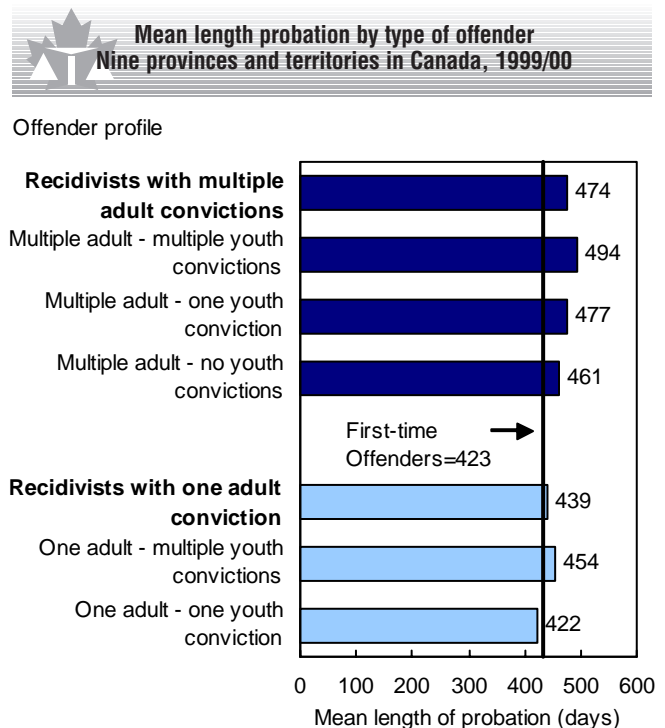 Mean length probation by type of offender
Nine provinces and territories in Canada, 1999/00
Offender profile
Recidivists with multiple
adult convictions
474
Multiple adult - multiple youth
convictions
494
Multiple adult - one youth
conviction
477
Multiple adult - no youth
convictions
461
First-time
Offenders=423
Recidivists with one adult
conviction
439
One adult - multiple youth
convictions
454
One adult - one youth
conviction
422
0 100 200 300 400 500 600
Mean length of probation (days)